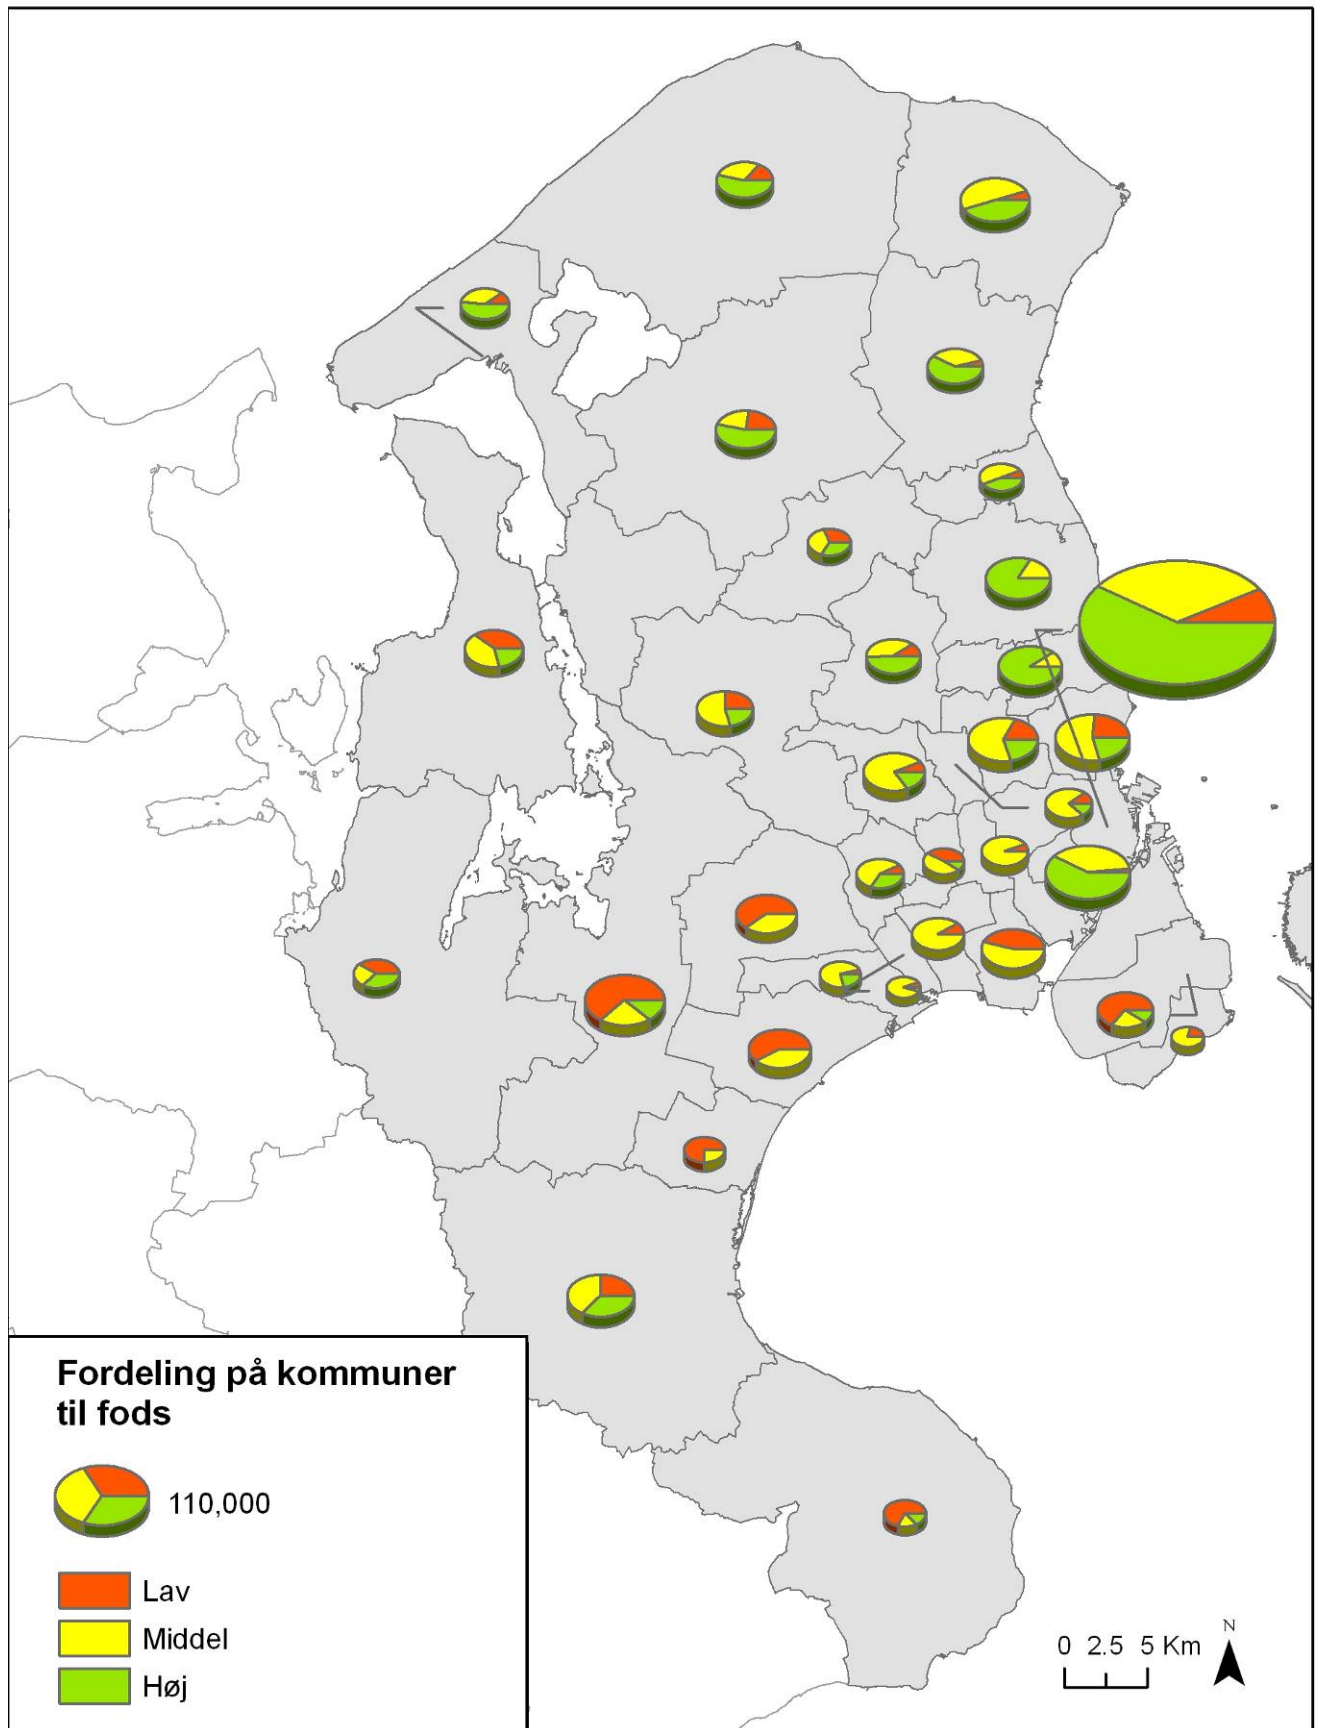 Fordeling på kommuner
til fods
110,000
Lav
Middel
Høj
0 2.5 5 Km
N